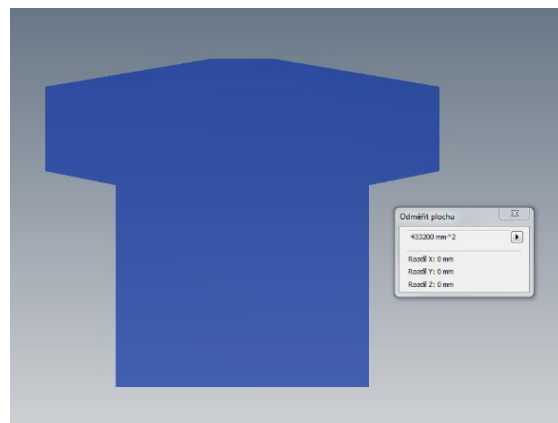 Odměřit plochu
433200 mm^2
Rozdíl X: 0 mm
Rozdíl Y: 0 mm
Rozdíl Z: 0 mm